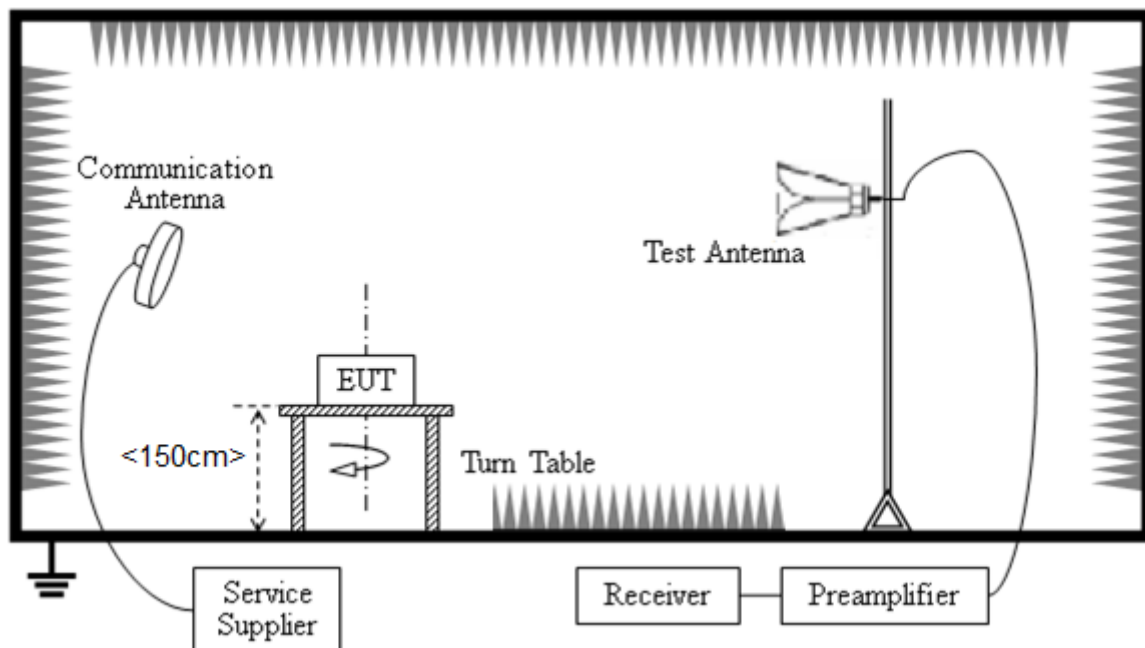 Communication
Antenna
Test Antenna
EUT
<150cm>
Turn Table
Service
Supplier
Receiver
Preamplifier